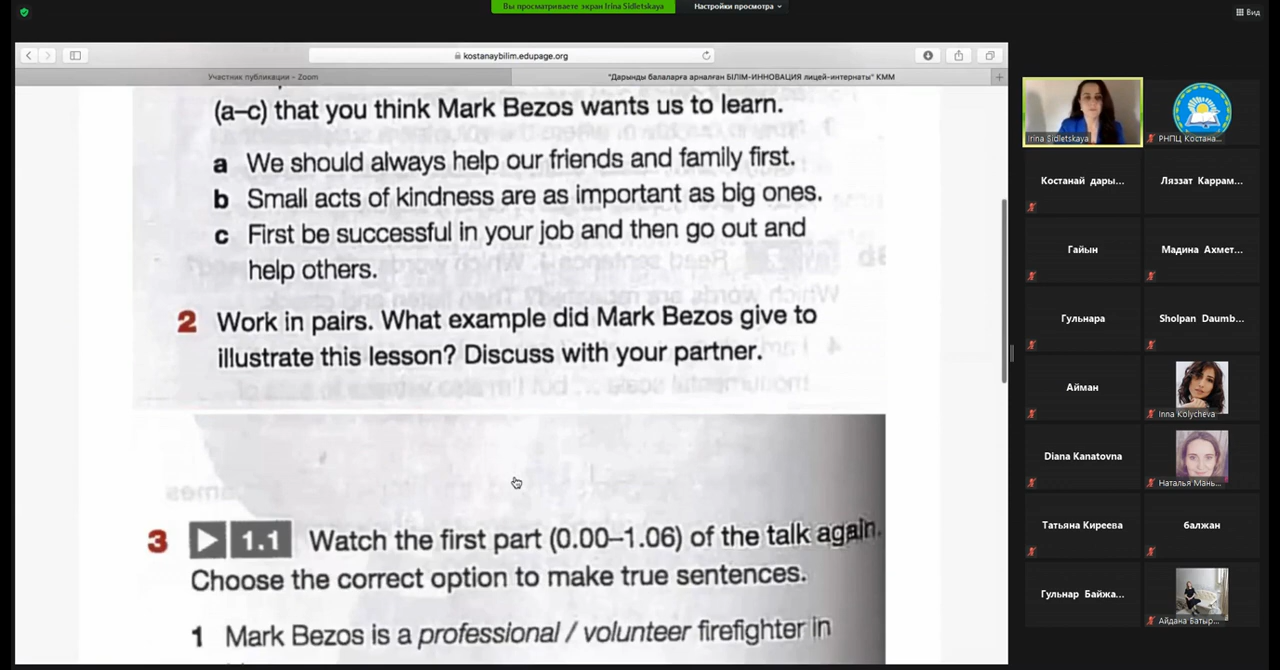 Вы просматриваете экран Irina Sidletskaya
Настройки просмотра
Вид
kostanaybilim.edupage.org
Участник публикации - Zoom
"Дарынды балаларға арналған БІЛІМ-ИННОВАЦИЯ лицей-интернаты" КММ
(a–c) that you think Mark Bezos wants us to learn.
a We should always help our friends and family first.
b Small acts of kindness are as important as big ones.
c First be successful in your job and then go out and
help others.
2 Work in pairs. What example did Mark Bezos give to
illustrate this lesson? Discuss with your partner.
3 1.1 Watch the first part (0.00–1.06) of the talk again.
Choose the correct option to make true sentences.
1 Mark Bezos is a professional / volunteer firefighter in
Irina Sidletskaya
РНПЦ Костана...
Костанай дары...
Ляззат Каррам...
Гайын
Мадина Ахмет...
Гульнара
Sholpan Daumb...
Айман
Inna Kolycheva
Diana Kanatovna
Наталья Мань...
Татьяна Киреева
балжан
Гульнар Байжа...
Айдана Батыр...